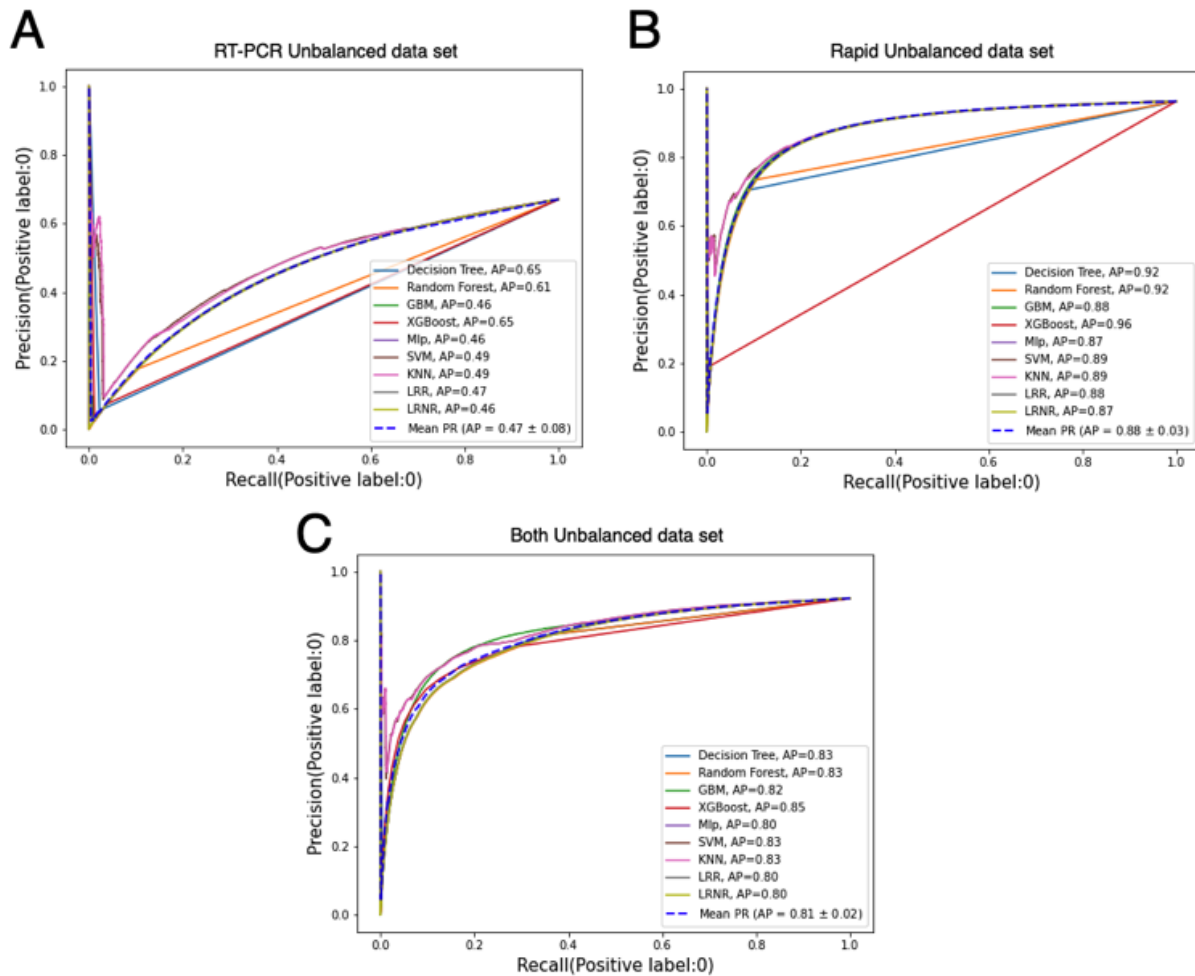 A
RT-PCR Unbalanced data set
Precision(Positive label:0)
1.0
0.8
0.6
0.4
0.2
0.0
Decision Tree, AP=0.65
Random Forest, AP=0.61
GBM, AP=0.46
XGBoost, AP=0.65
Mlp, AP=0.46
SVM, AP=0.49
KNN, AP=0.49
LRR, AP=0.47
LRNR, AP=0.46
Mean PR (AP = 0.47 ± 0.08)
0.0 0.2 0.4 0.6 0.8 1.0
Recall(Positive label:0)
B
Rapid Unbalanced data set
Precision(Positive label:0)
1.0
0.8
0.6
0.4
0.2
0.0
Decision Tree, AP=0.92
Random Forest, AP=0.92
GBM, AP=0.88
XGBoost, AP=0.96
Mlp, AP=0.87
SVM, AP=0.89
KNN, AP=0.89
LRR, AP=0.88
LRNR, AP=0.87
Mean PR (AP = 0.88 ± 0.03)
0.0 0.2 0.4 0.6 0.8 1.0
Recall(Positive label:0)
C
Both Unbalanced data set
Precision(Positive label:0)
1.0
0.8
0.6
0.4
0.2
0.0
Decision Tree, AP=0.83
Random Forest, AP=0.83
GBM, AP=0.82
XGBoost, AP=0.85
Mlp, AP=0.80
SVM, AP=0.83
KNN, AP=0.83
LRR, AP=0.80
LRNR, AP=0.80
Mean PR (AP = 0.81 ± 0.02)
0.0 0.2 0.4 0.6 0.8 1.0
Recall(Positive label:0)